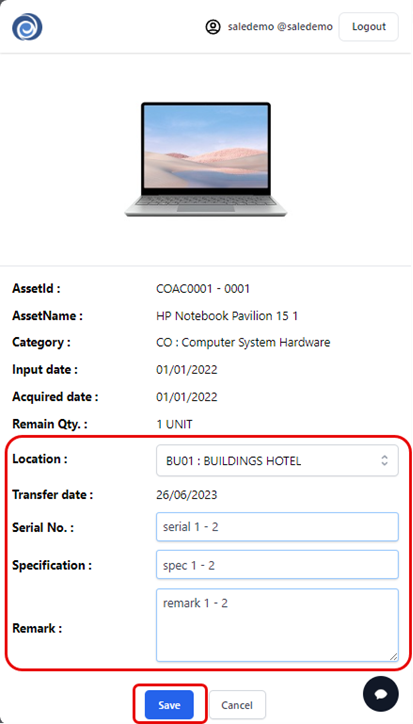 saledemo @saledemo Logout
AssetId : COAC0001 - 0001
AssetName : HP Notebook Pavilion 15 1
Category : CO : Computer System Hardware
Input date : 01/01/2022
Acquired date : 01/01/2022
Remain Qty. : 1 UNIT
Location : BU01 : BUILDINGS HOTEL
Transfer date : 26/06/2023
Serial No. : serial 1 - 2
Specification : spec 1 - 2
Remark : remark 1 - 2
Save Cancel